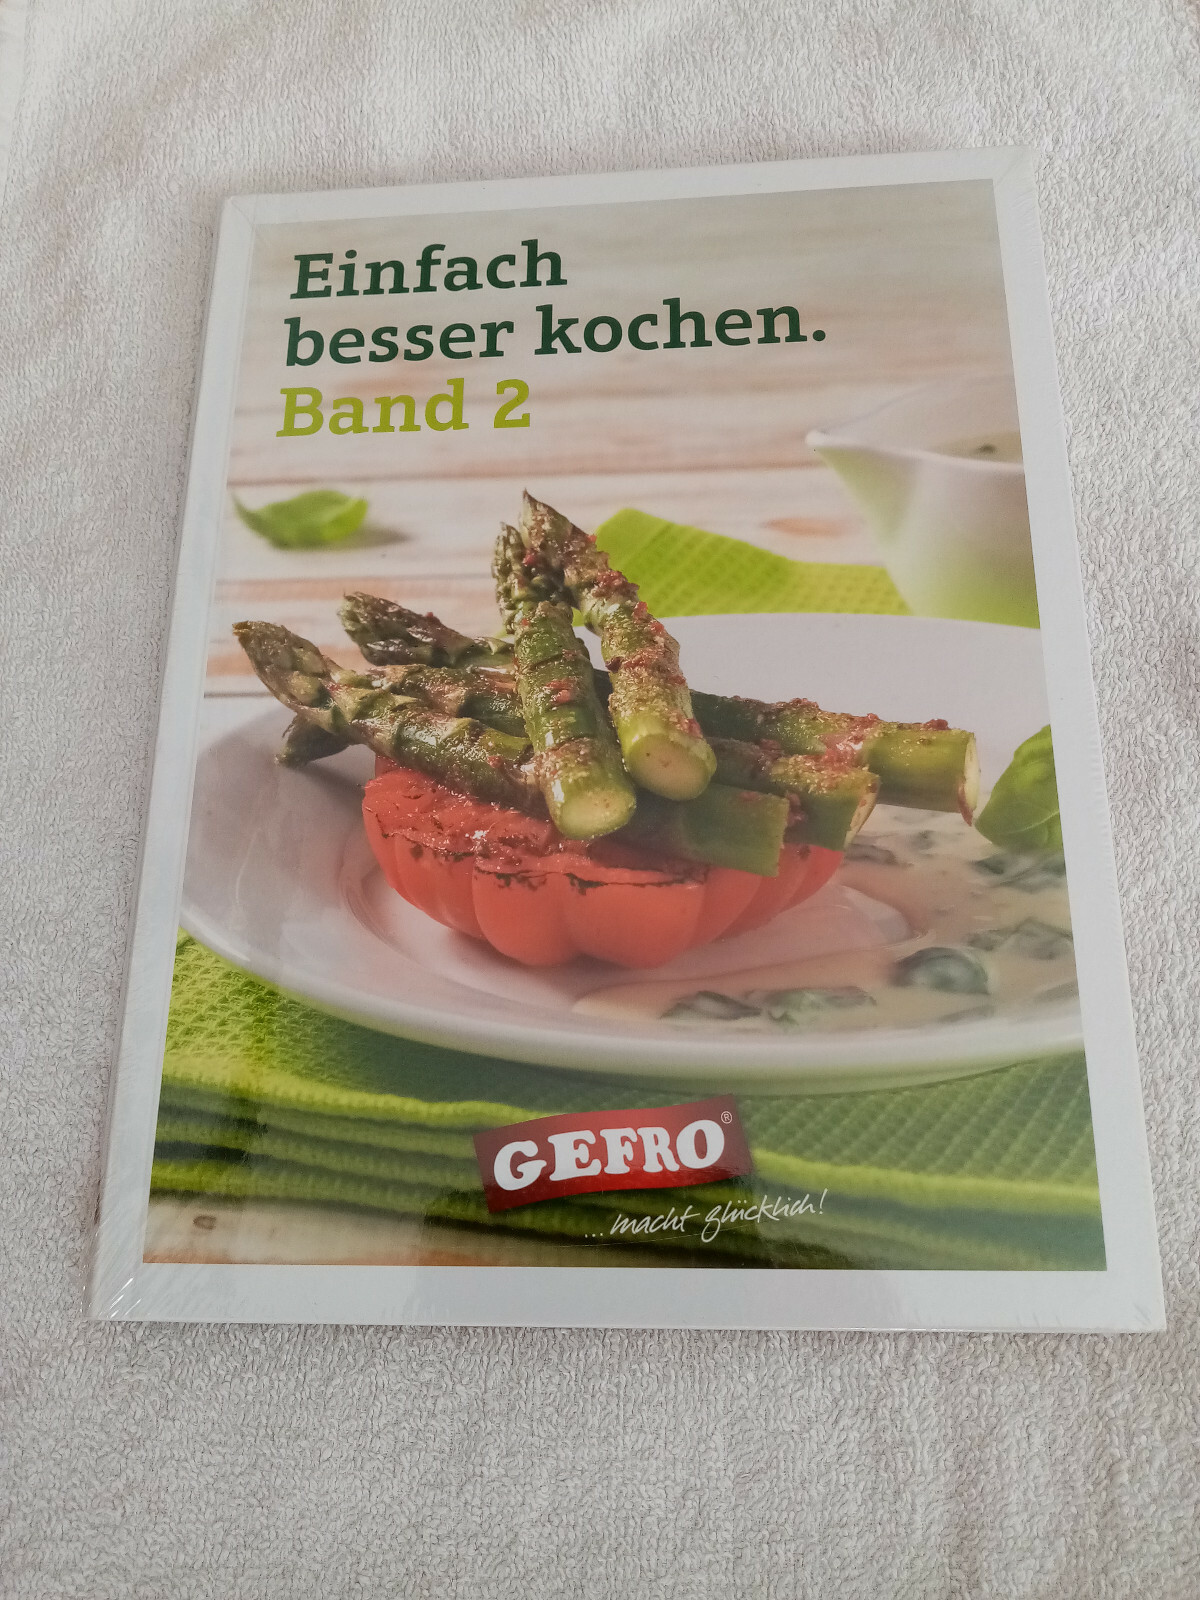 Einfach
besser kochen.
Band 2
GEFRO®
...macht glücklich!